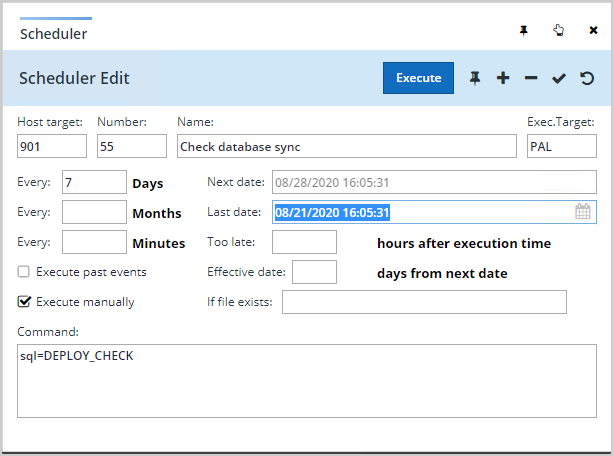 Scheduler
Scheduler Edit Execute
Host target: Number: Name: Exec.Target:
901 55 Check database sync PAL
Every: 7 Days Next date: 08/28/2020 16:05:31
Every: Months Last date: 08/21/2020 16:05:31
Every: Minutes Too late: hours after execution time
Execute past events Effective date: days from next date
Execute manually If file exists:
Command:
sql=DEPLOY_CHECK